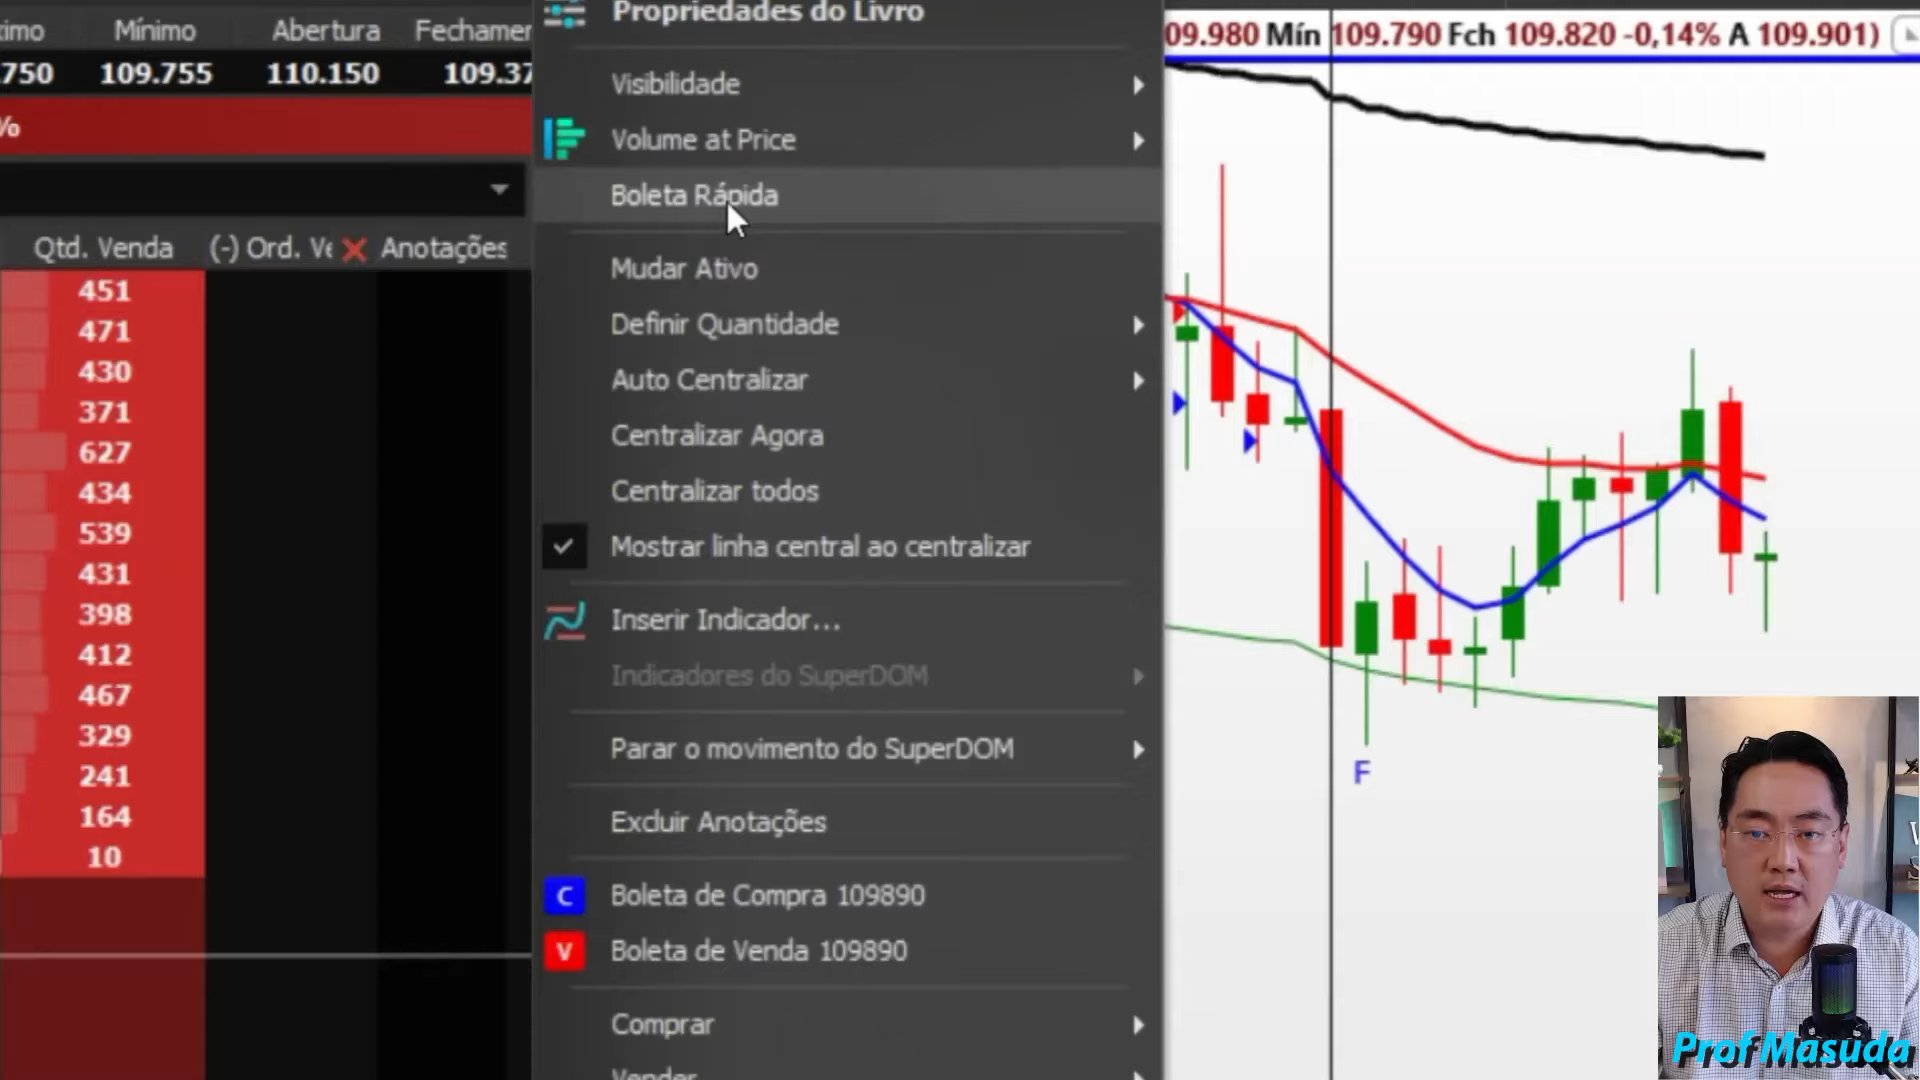 imo Mínimo Abertura Fechamen
.750 109.755 110.150 109.37
%
Qtd. Venda (-) Ord. Ve Anotações
451
471
430
371
627
434
539
431
398
412
467
329
241
164
10
Propriedades do Livro
Visibilidade
Volume at Price
Boleta Rápida
Mudar Ativo
Definir Quantidade
Auto Centralizar
Centralizar Agora
Centralizar todos
Mostrar linha central ao centralizar
Inserir Indicador...
Indicadores do SuperDOM
Parar o movimento do SuperDOM
Excluir Anotações
C Boleta de Compra 109890
V Boleta de Venda 109890
Comprar
Vender
09.980 Mín 109.790 Fch 109.820 -0,14% A 109.901)
F
Prof Masuda